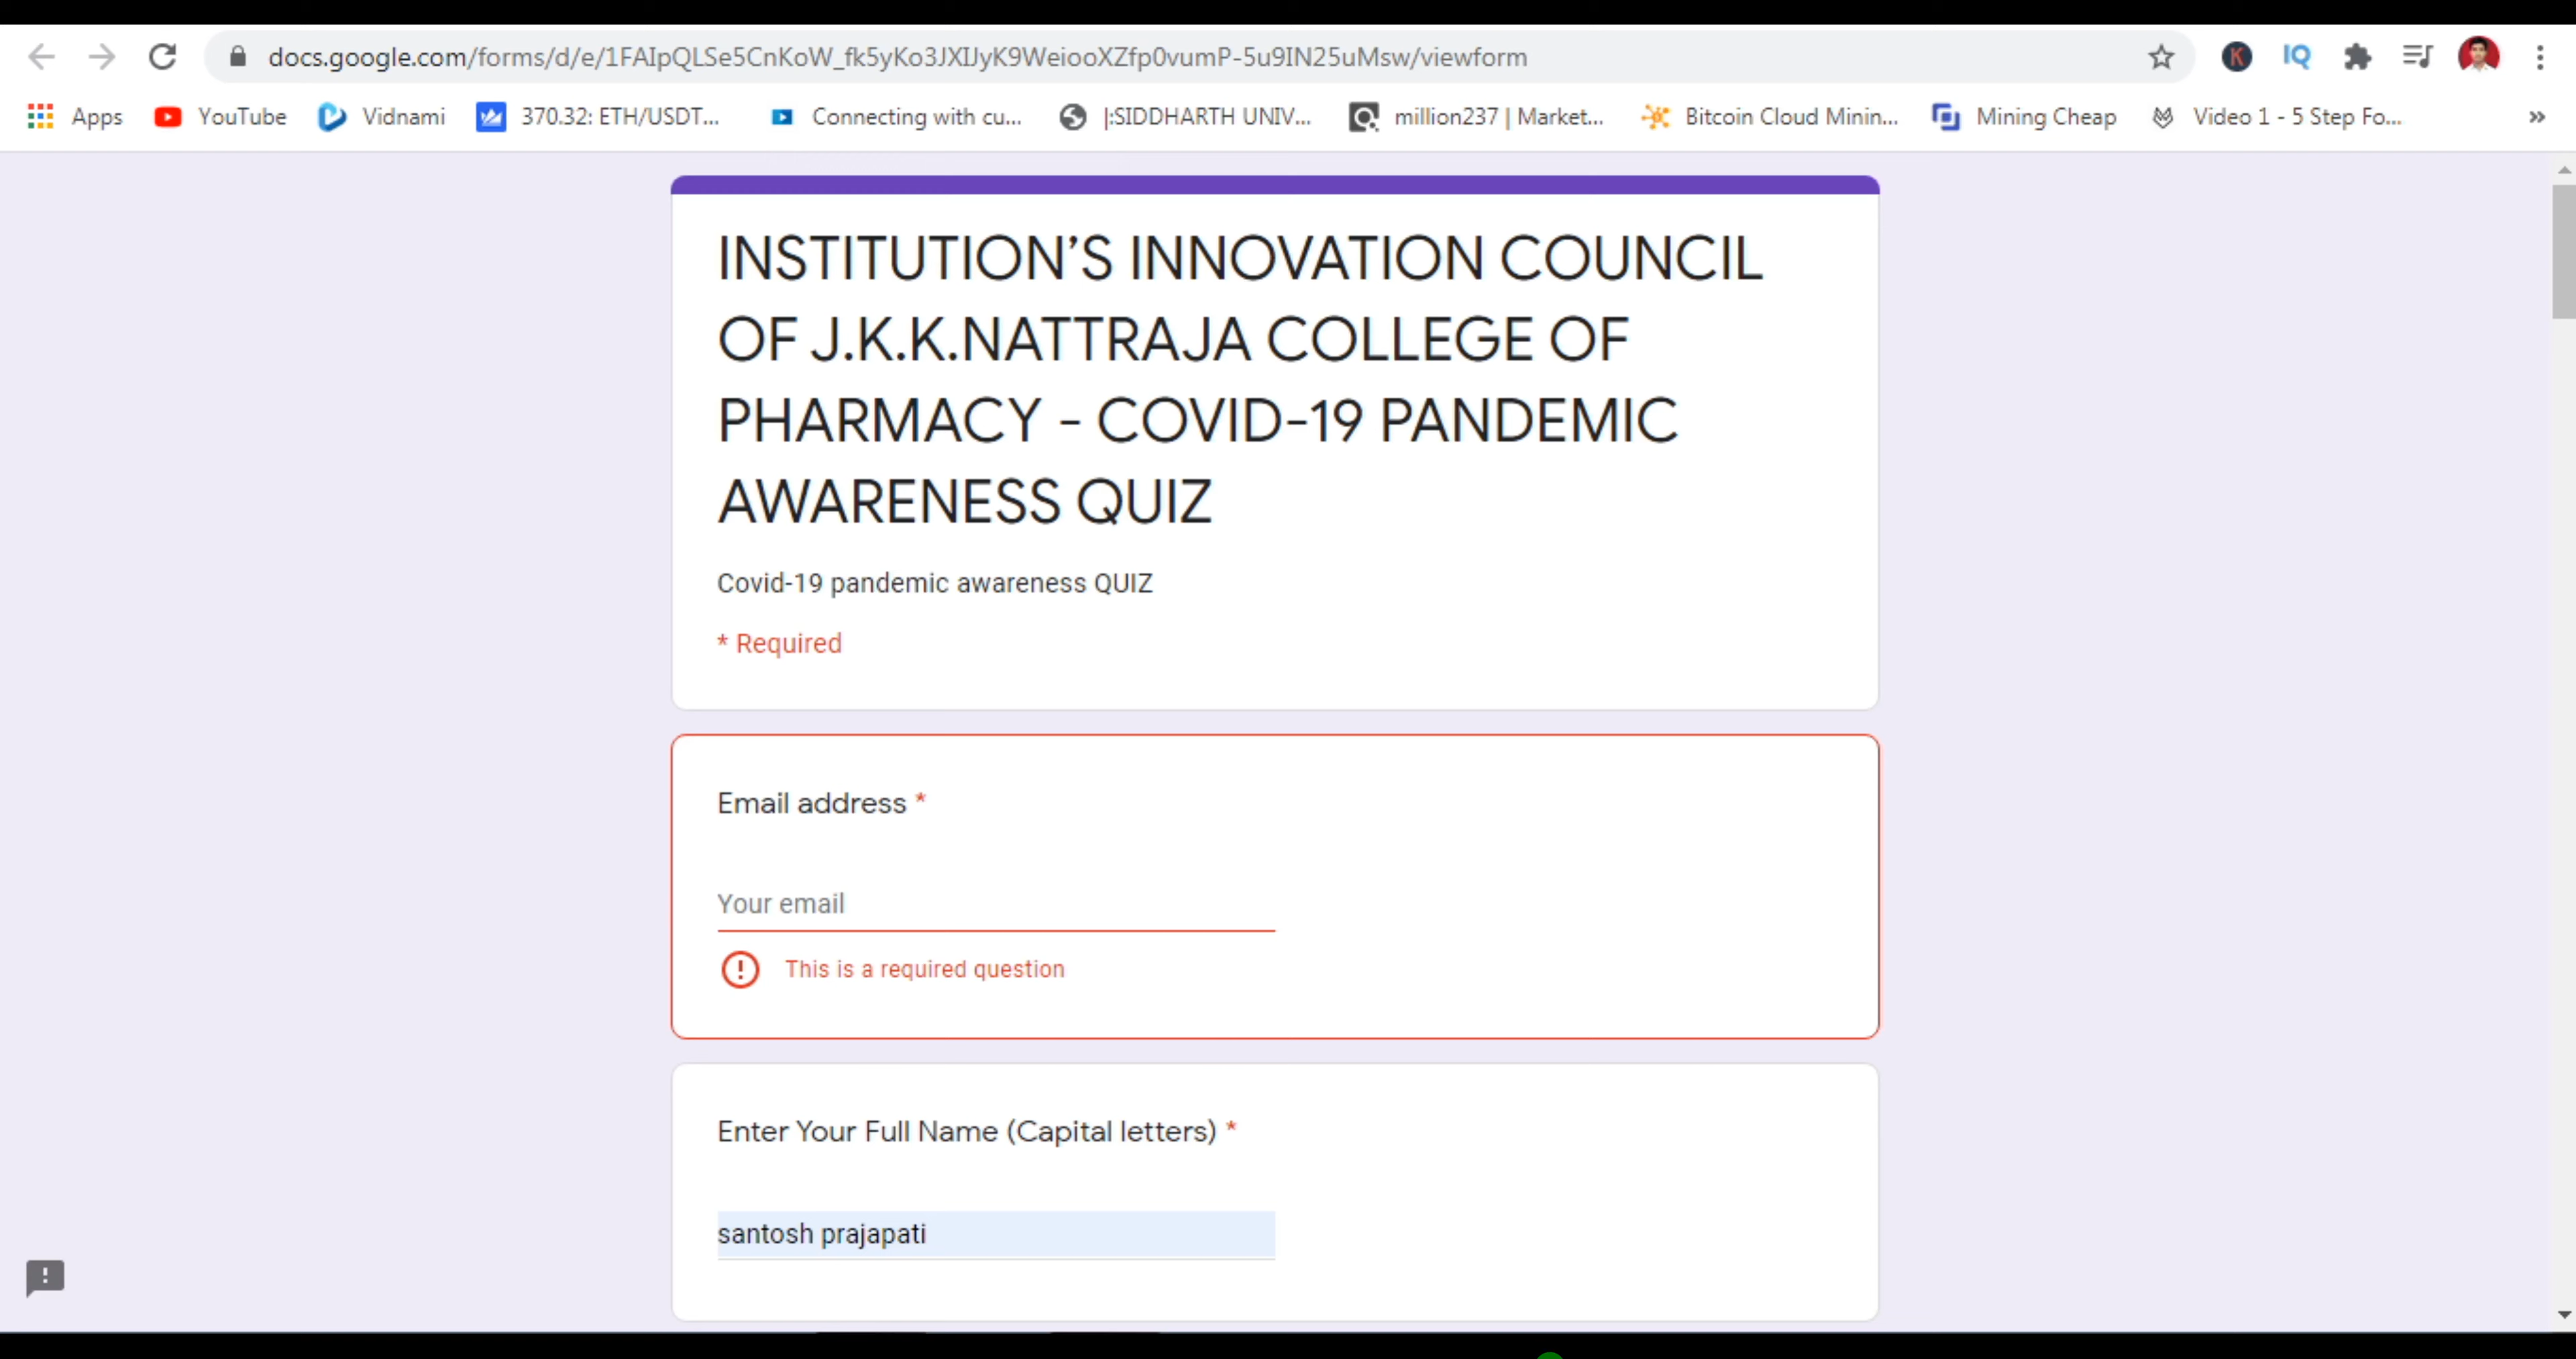 docs.google.com/forms/d/e/1FAIpQLSe5CnKoW_fk5yKo3JXIJyK9WeiooXZfp0vumP-5u9IN25uMsw/viewform
Apps YouTube Vidnami 370.32: ETH/USDT... Connecting with cu... |:SIDDHARTH UNIV... million237 | Market... Bitcoin Cloud Minin... Mining Cheap Video 1 - 5 Step Fo... »
INSTITUTION’S INNOVATION COUNCIL
OF J.K.K.NATTRAJA COLLEGE OF
PHARMACY - COVID-19 PANDEMIC
AWARENESS QUIZ
Covid-19 pandemic awareness QUIZ
* Required
Email address *
Your email
This is a required question
Enter Your Full Name (Capital letters) *
santosh prajapati